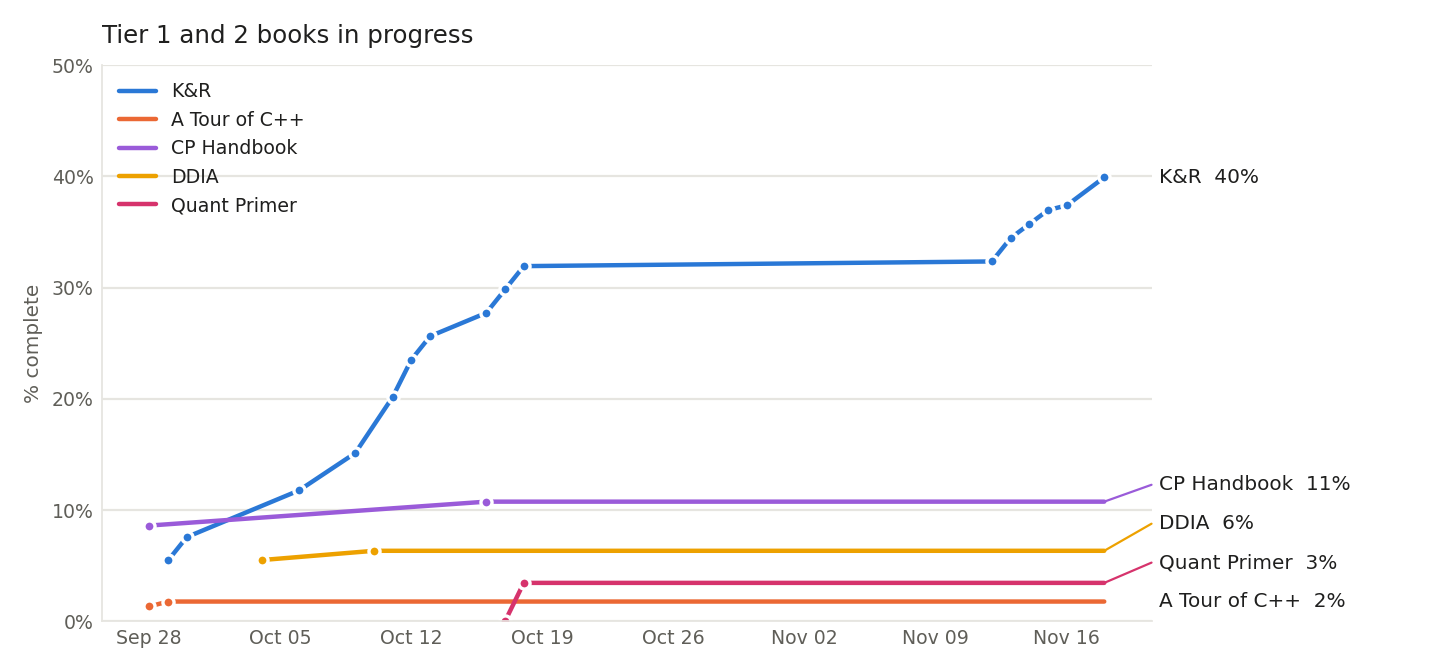 Tier 1 and 2 books in progress
50%
K&R
A Tour of C++
CP Handbook
40%
DDIA
K&R 40%
Quant Primer
30%
% complete
20%
CP Handbook 11%
10%
DDIA 6%
Quant Primer 3%
A Tour of C++ 2%
0%
Sep 28 Oct 05 Oct 12 Oct 19 Oct 26 Nov 02 Nov 09 Nov 16